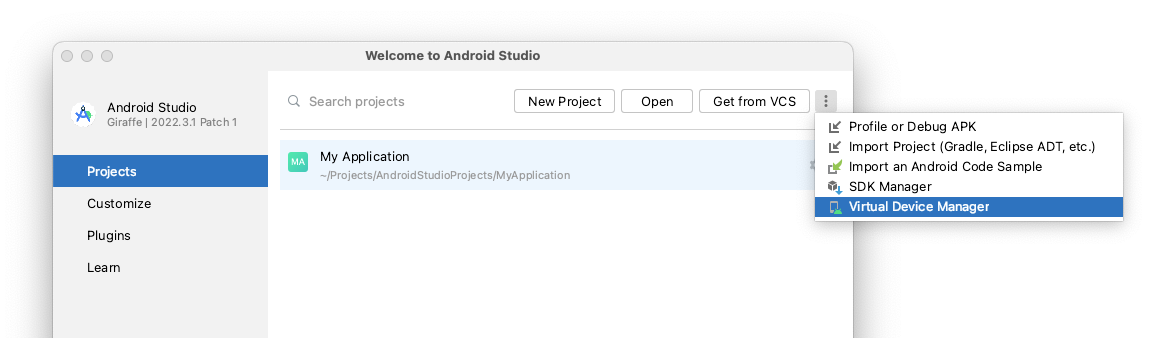 Welcome to Android Studio
Android Studio
Giraffe | 2022.3.1 Patch 1
Projects
Customize
Plugins
Learn
Search projects
New Project
Open
Get from VCS
MA
My Application
~/Projects/AndroidStudioProjects/MyApplication
Profile or Debug APK
Import Project (Gradle, Eclipse ADT, etc.)
Import an Android Code Sample
SDK Manager
Virtual Device Manager